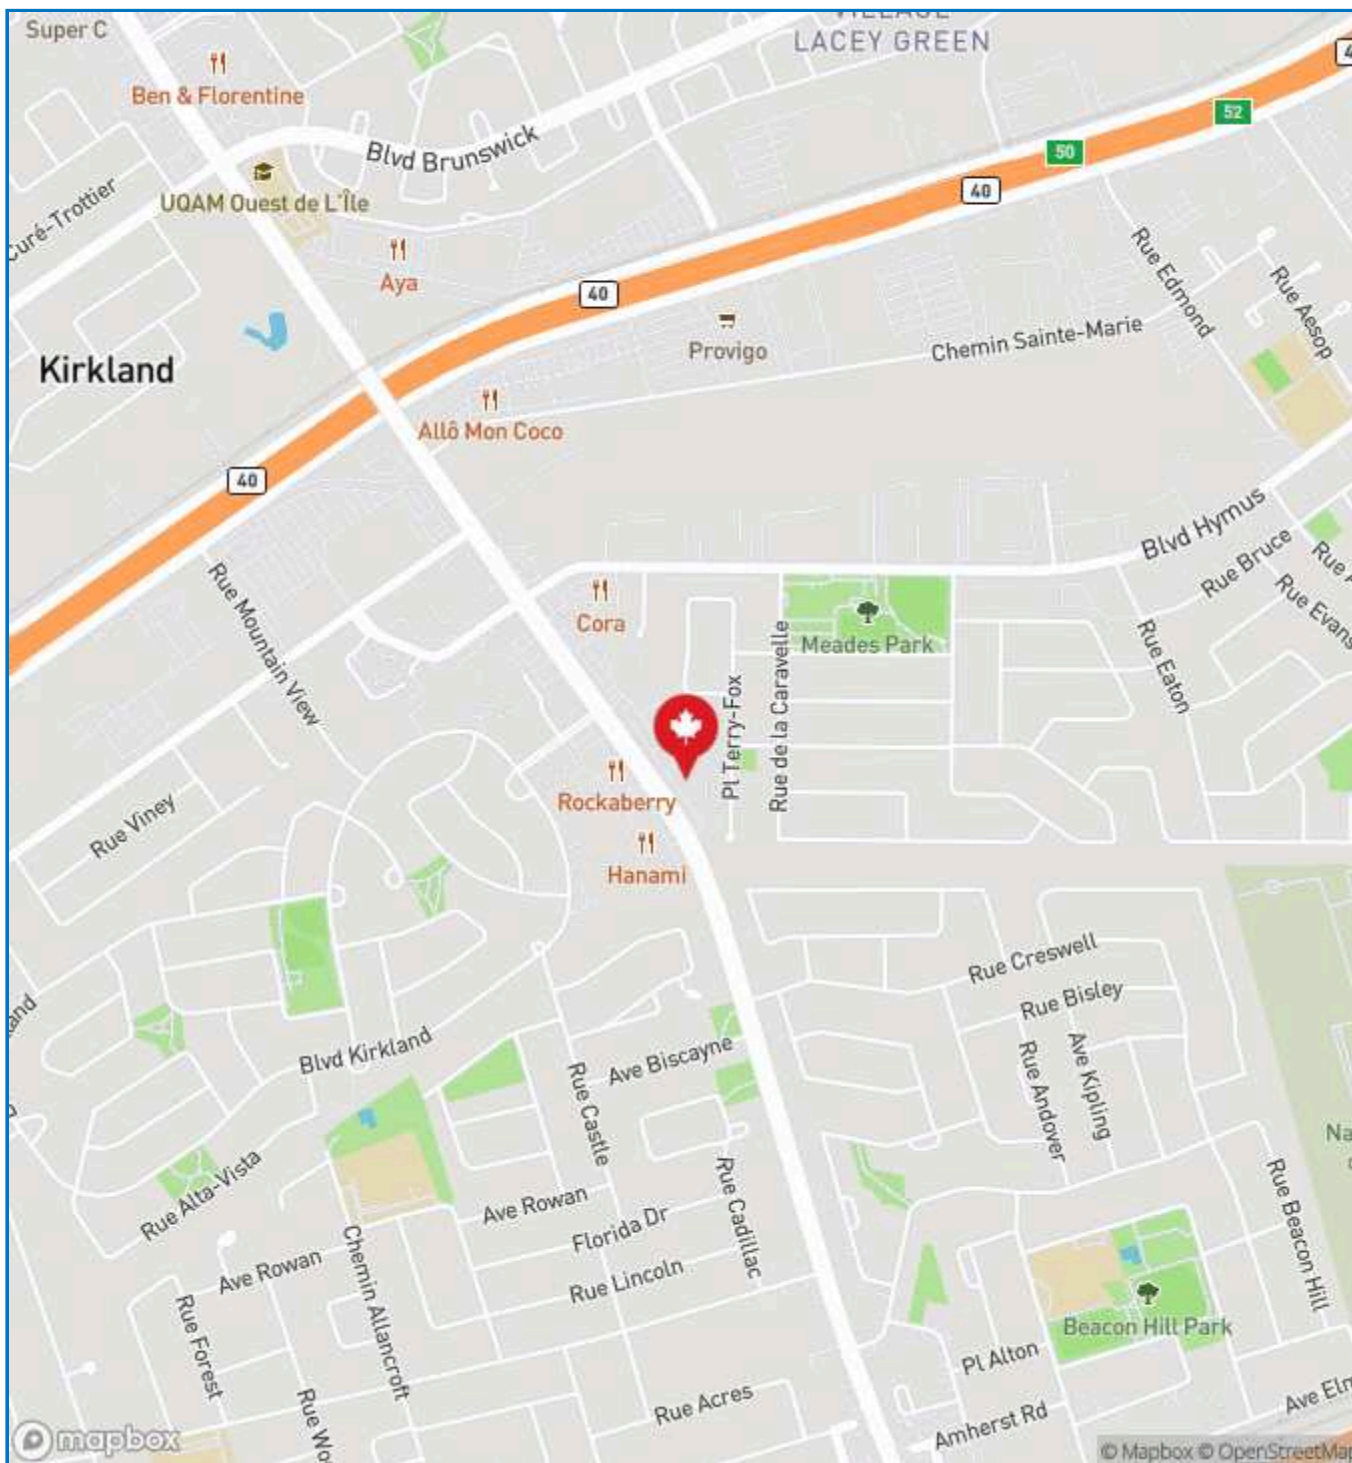 VILLAGE
LACEY GREEN
Super C
Ben & Florentine
Blvd Brunswick
52
50
40
UQAM Ouest de L'Île
Curé-Trottier
Aya
40
Rue Edmond
Rue Aesop
Provigo
Chemin Sainte-Marie
Kirkland
Allô Mon Coco
40
Blvd Hymus
Rue Bruce
Rue Evans
Rue Mountain View
Cora
Meades Park
Rue Eaton
Pl Terry-Fox
Rue de la Caravelle
Rockaberry
Rue Viney
Hanami
Rue Creswell
Rue Bisley
Blvd Kirkland
Ave Biscayne
Rue Castle
Rue Andover
Ave Kipling
Rue Alta-Vista
Ave Rowan
Rue Cadillac
Rue Beacon Hill
Florida Dr
Ave Rowan
Chemin Allancroft
Rue Lincoln
Rue Forest
Beacon Hill Park
Pl Alton
Rue Acres
Amherst Rd
mapbox
© Mapbox © OpenStreetMap